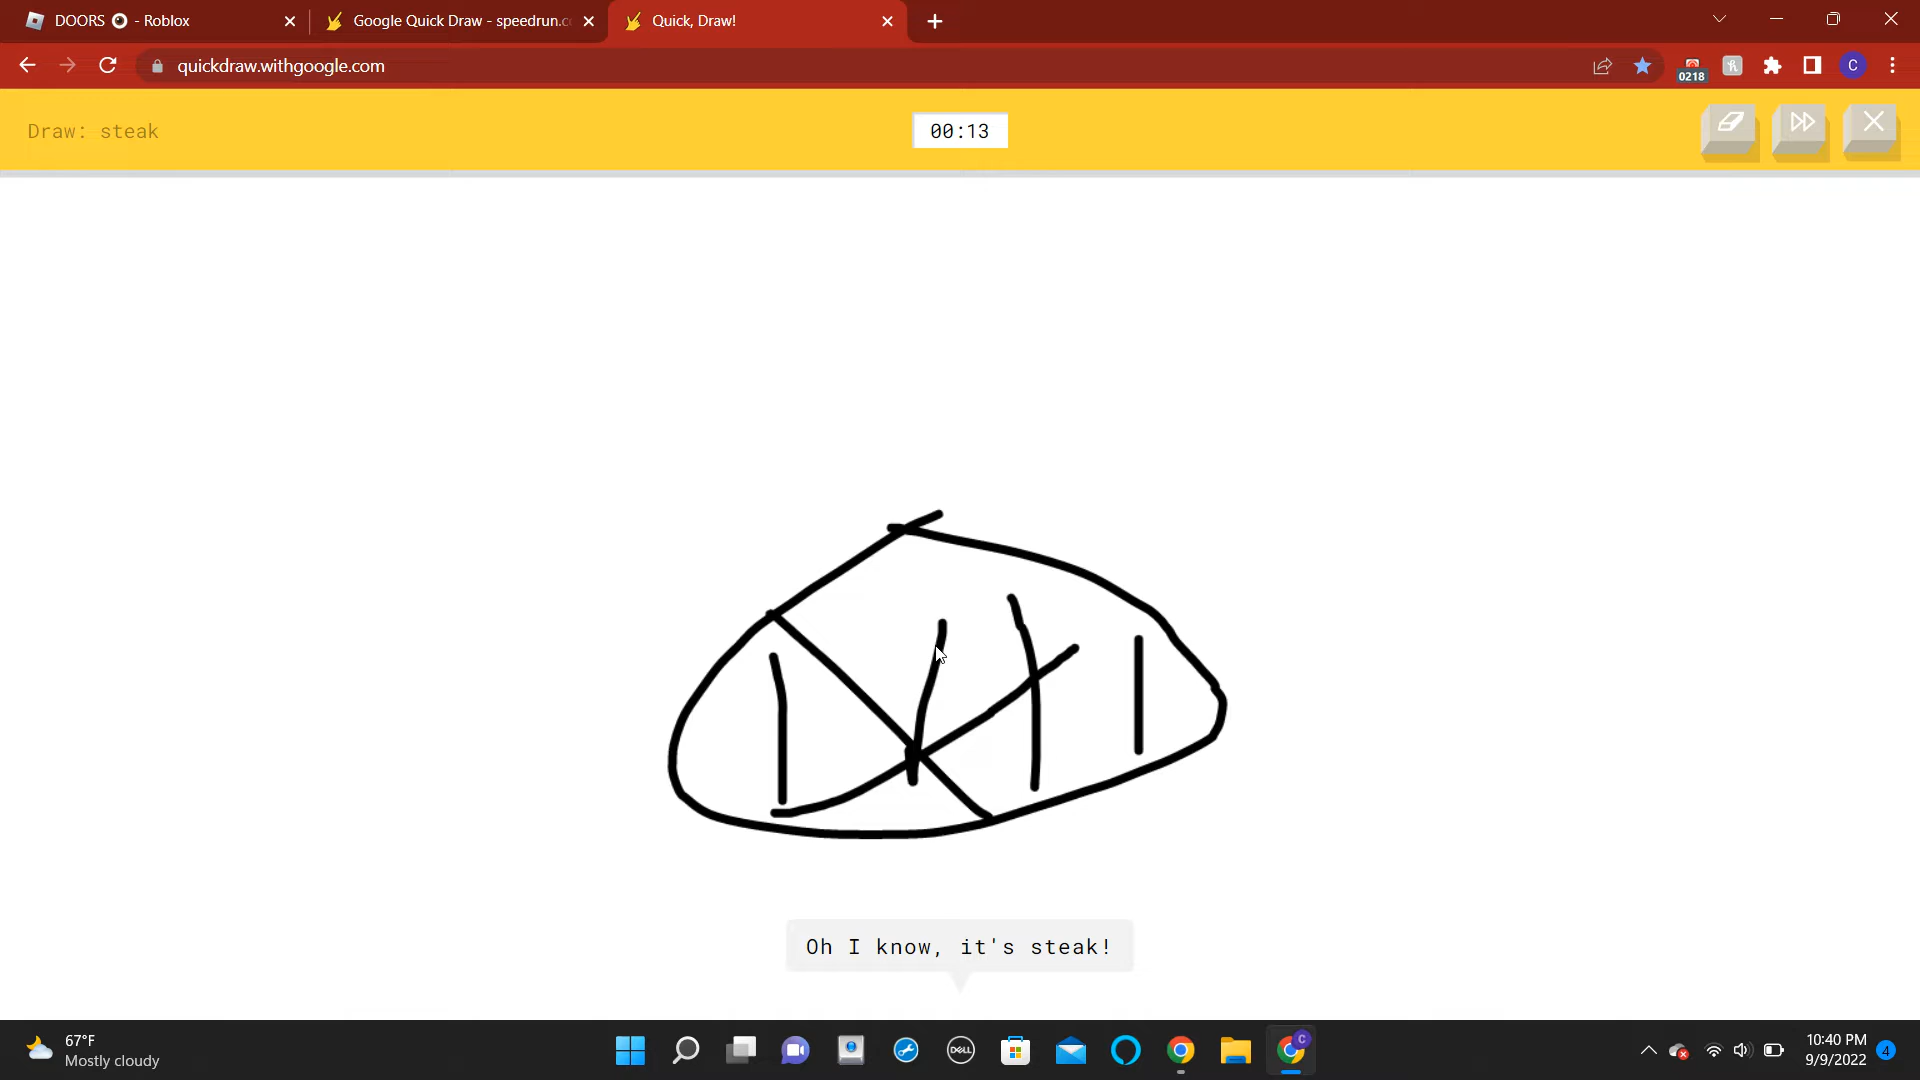 DOORS - Roblox
Google Quick Draw - speedrun.c
Quick, Draw!
quickdraw.withgoogle.com
0218
C
Draw: steak
00:13
Oh I know, it's steak!
67°F
Mostly cloudy
DELL
C
10:40 PM
9/9/2022
4